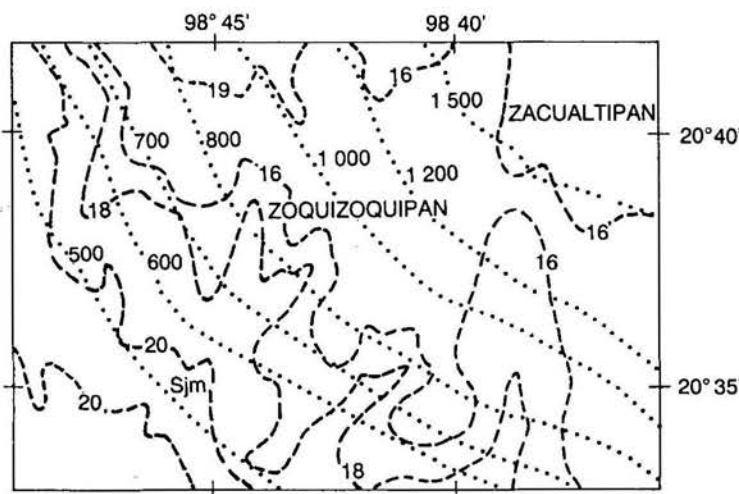 98° 45' 98° 40'
16
19
1 500
ZACUALTIPAN
700 800
20° 40'
1 000
16 1 200
18 ZOQUIZOQUIPAN
16
500 600 16
20
Sjm 20° 35'
20
18